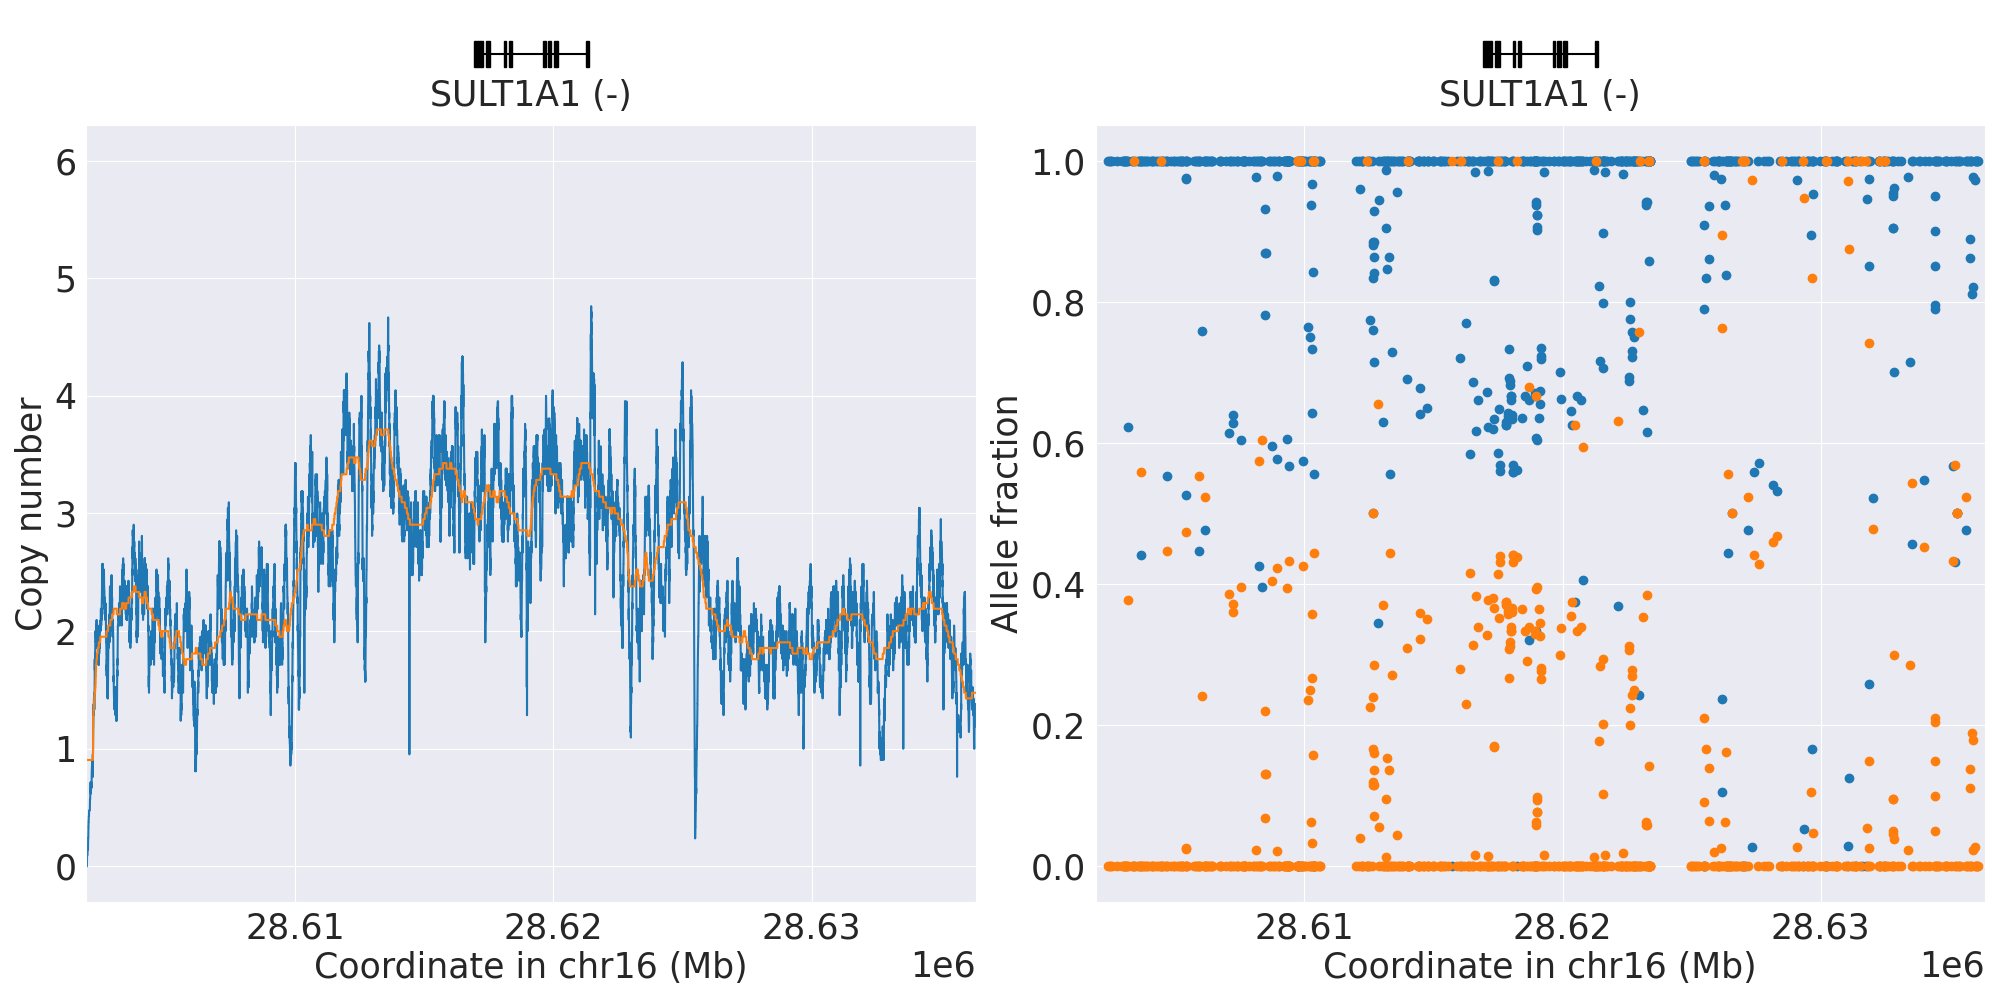 SULT1A1 (-)
SULT1A1 (-)
Copy number
6
5
4
3
2
1
0
28.61
28.62
28.63
Coordinate in chr16 (Mb)
1e6
Allele fraction
1.0
0.8
0.6
0.4
0.2
0.0
28.61
28.62
28.63
Coordinate in chr16 (Mb)
1e6